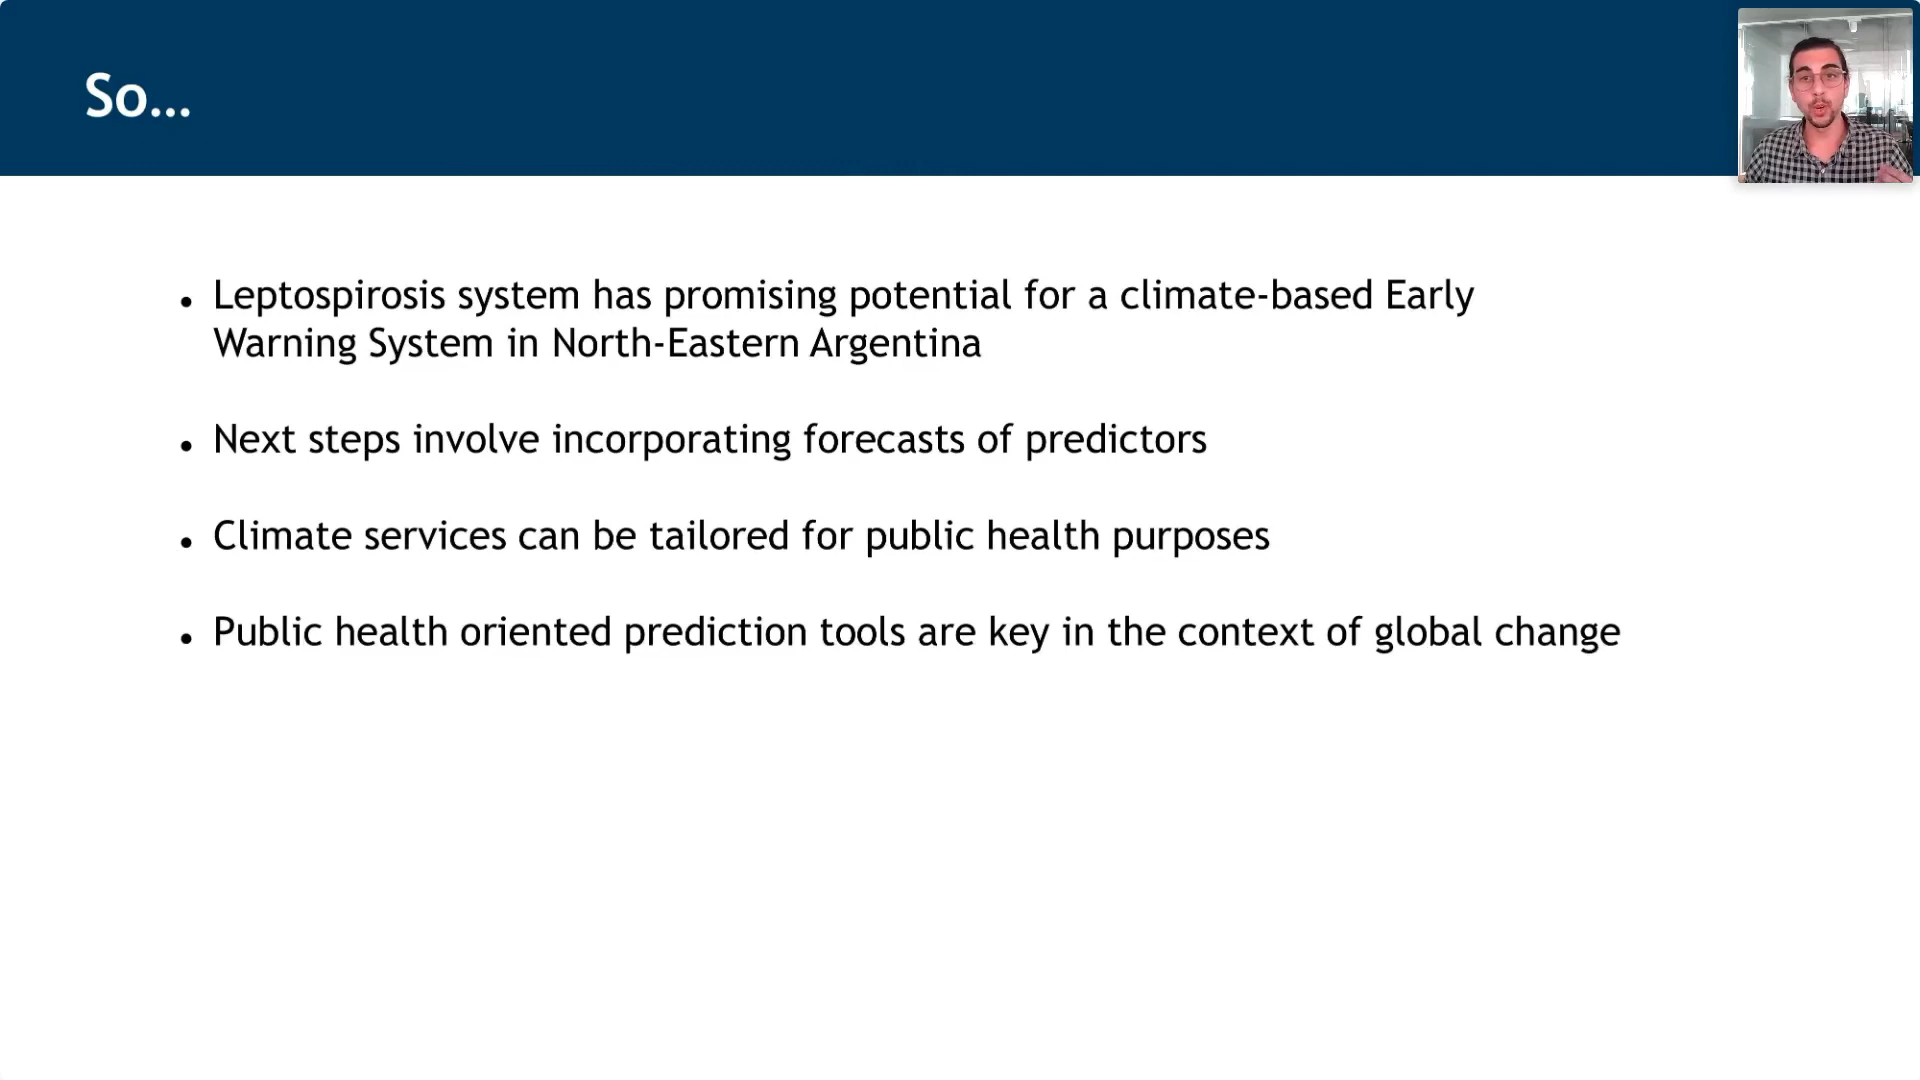 So...
• Leptospirosis system has promising potential for a climate-based Early
Warning System in North-Eastern Argentina
• Next steps involve incorporating forecasts of predictors
• Climate services can be tailored for public health purposes
• Public health oriented prediction tools are key in the context of global change